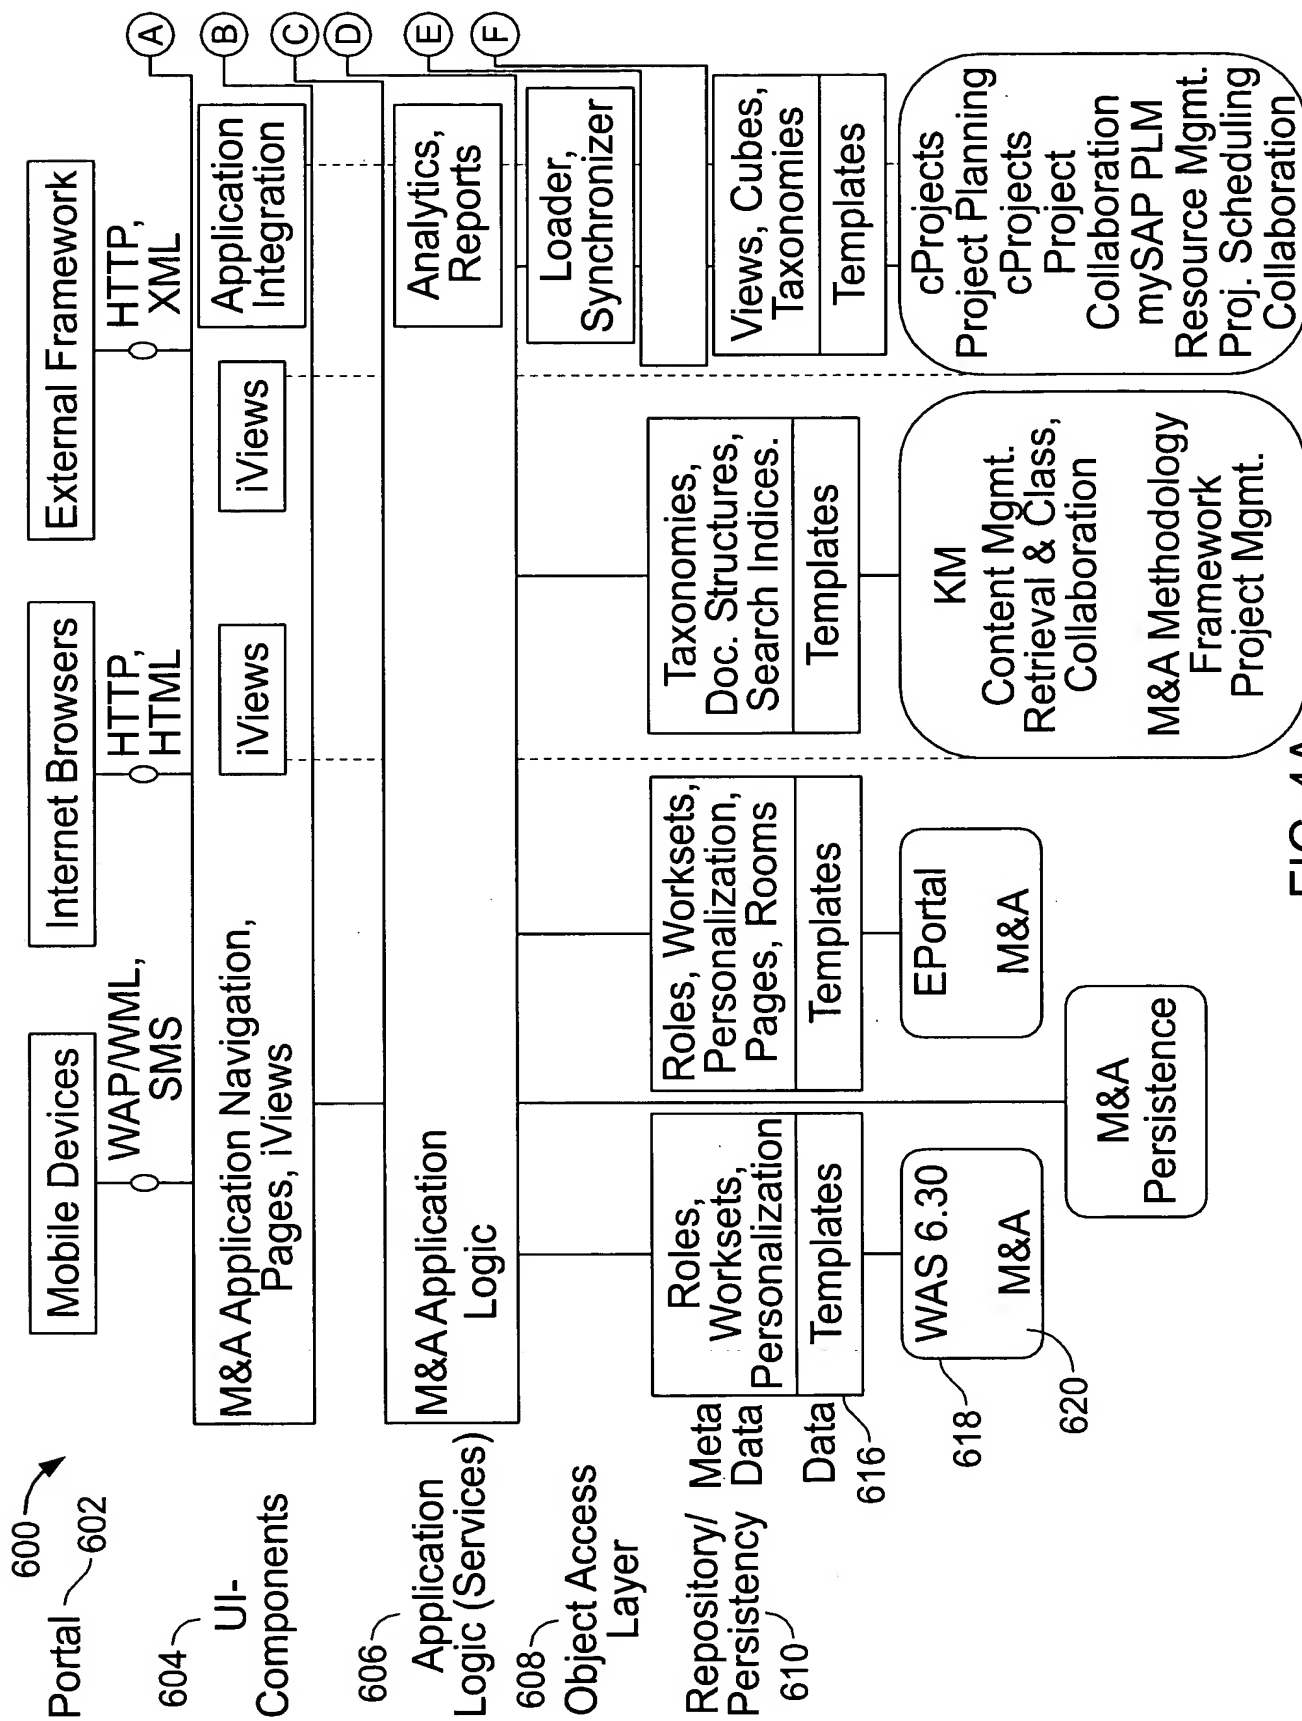 600
Portal 602
Mobile Devices
Internet Browsers
External Framework
WAP/WML,
SMS
HTTP,
HTML
HTTP,
XML
A
604
UI-
Components
M&A Application Navigation,
Pages, iViews
iViews
iViews
Application
Integration
B
C
D
606
Application
Logic (Services)
M&A Application
Logic
Analytics,
Reports
E
F
608
Object Access
Layer
Loader,
Synchronizer
Repository/
Persistency
610
Meta
Data
Data
616
Roles,
Worksets,
Personalization
Templates
Roles, Worksets,
Personalization,
Pages, Rooms
Templates
Taxonomies,
Doc. Structures,
Search Indices.
Templates
Views, Cubes,
Taxonomies
Templates
618
620
WAS 6.30
M&A
M&A
Persistence
EPortal
M&A
KM
Content Mgmt.
Retrieval & Class,
Collaboration
M&A Methodology
Framework
Project Mgmt.
cProjects
Project Planning
cProjects
Project
Collaboration
mySAP PLM
Resource Mgmt.
Proj. Scheduling
Collaboration